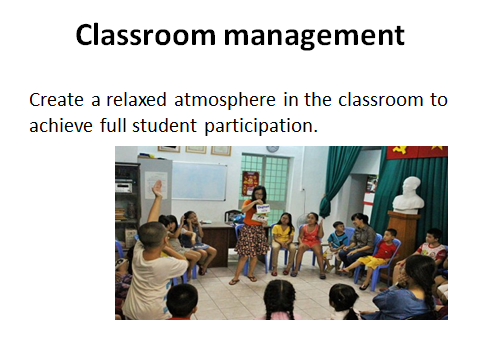 Classroom management
Create a relaxed atmosphere in the classroom to
achieve full student participation.